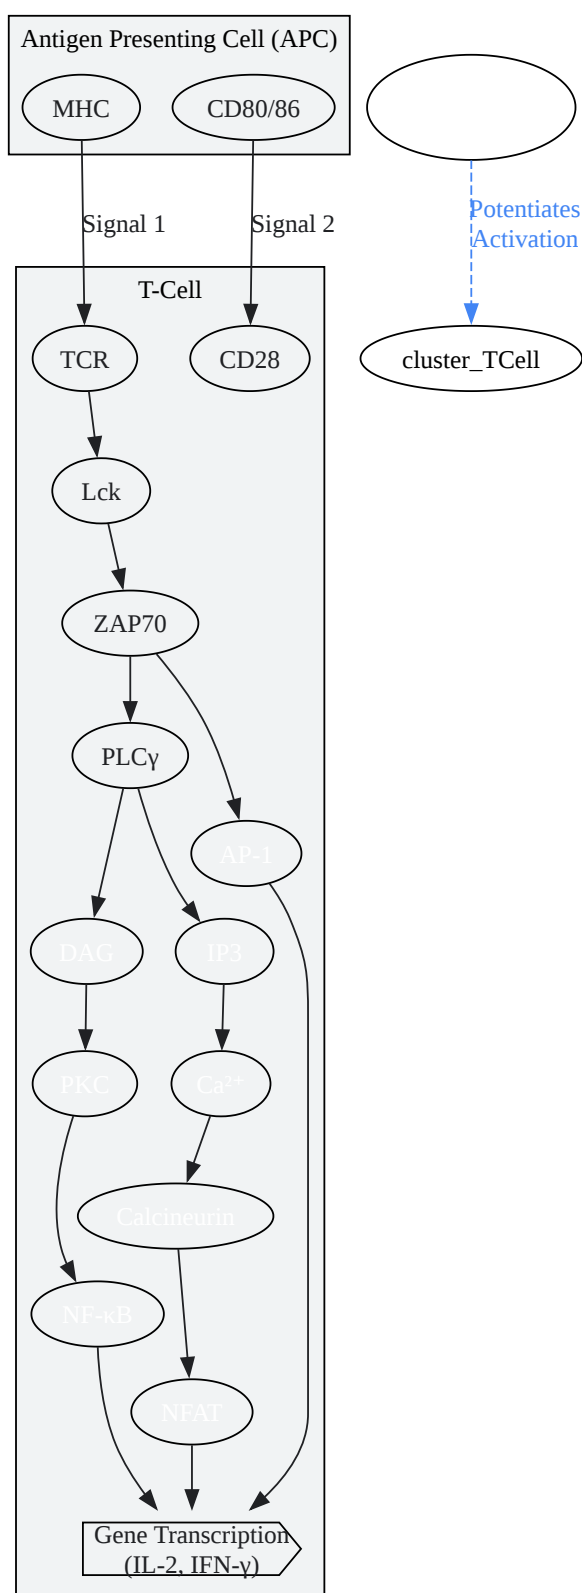 Antigen Presenting Cell (APC)
MHC
CD80/86
Signal 1
Signal 2
Potentiates
Activation
T-Cell
TCR
CD28
cluster_TCell
Lck
ZAP70
PLCγ
AP-1
DAG
IP3
PKC
Ca²⁺
Calcineurin
NF-κB
NFAT
Gene Transcription
(IL-2, IFN-γ)